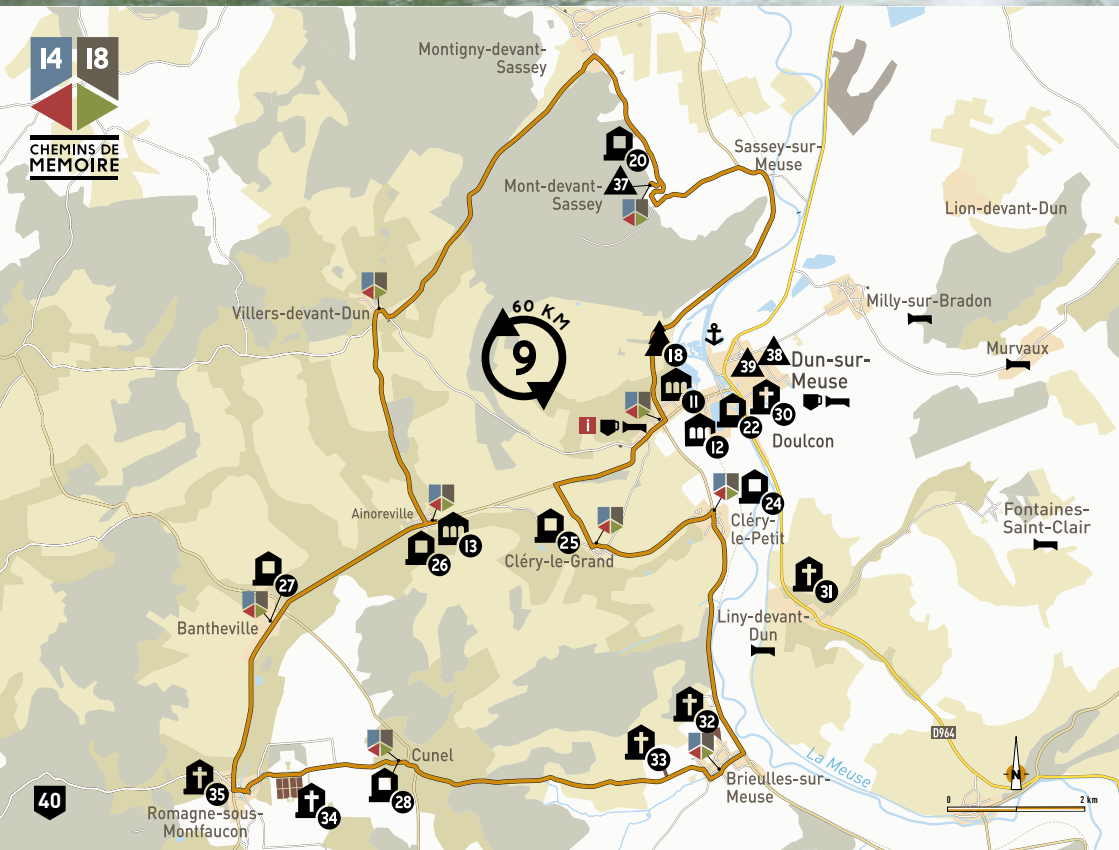 14 18
CHEMINS DE
MEMOIRE
Montigny-devant-
Sassey
20
37
Mont-devant-
Sassey
Sassey-sur-
Meuse
Lion-devant-Dun
Villers-devant-Dun
60 KM
9
Milly-sur-Bradon
Murvaux
18
38
39
Dun-sur-
Meuse
11
30
22
i
12
Doulcon
24
Cléry-
le-Petit
Ainoreville
13
26
25
Cléry-le-Grand
Fontaines-
Saint-Clair
27
Bantheville
31
Liny-devant-
Dun
32
33
Cunel
28
D964
La Meuse
Brieulles-sur-
Meuse
N
0 2 km
40
35
Romagne-sous-
Montfaucon
34